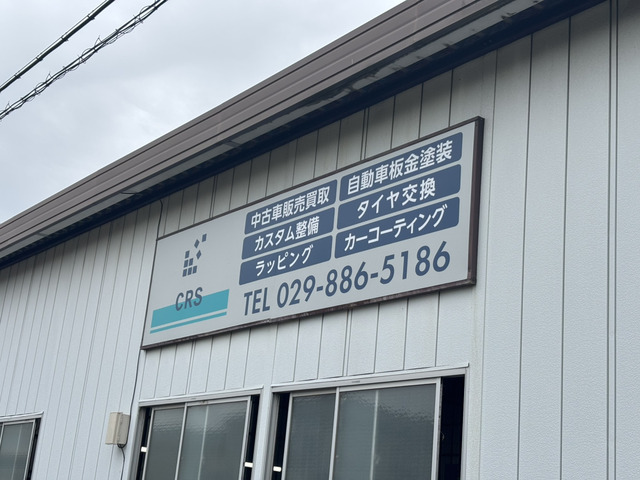 中古車販売買取
自動車板金塗装
カスタム整備
タイヤ交換
ラッピング
カーコーティング
CRS
TEL 029-886-5186